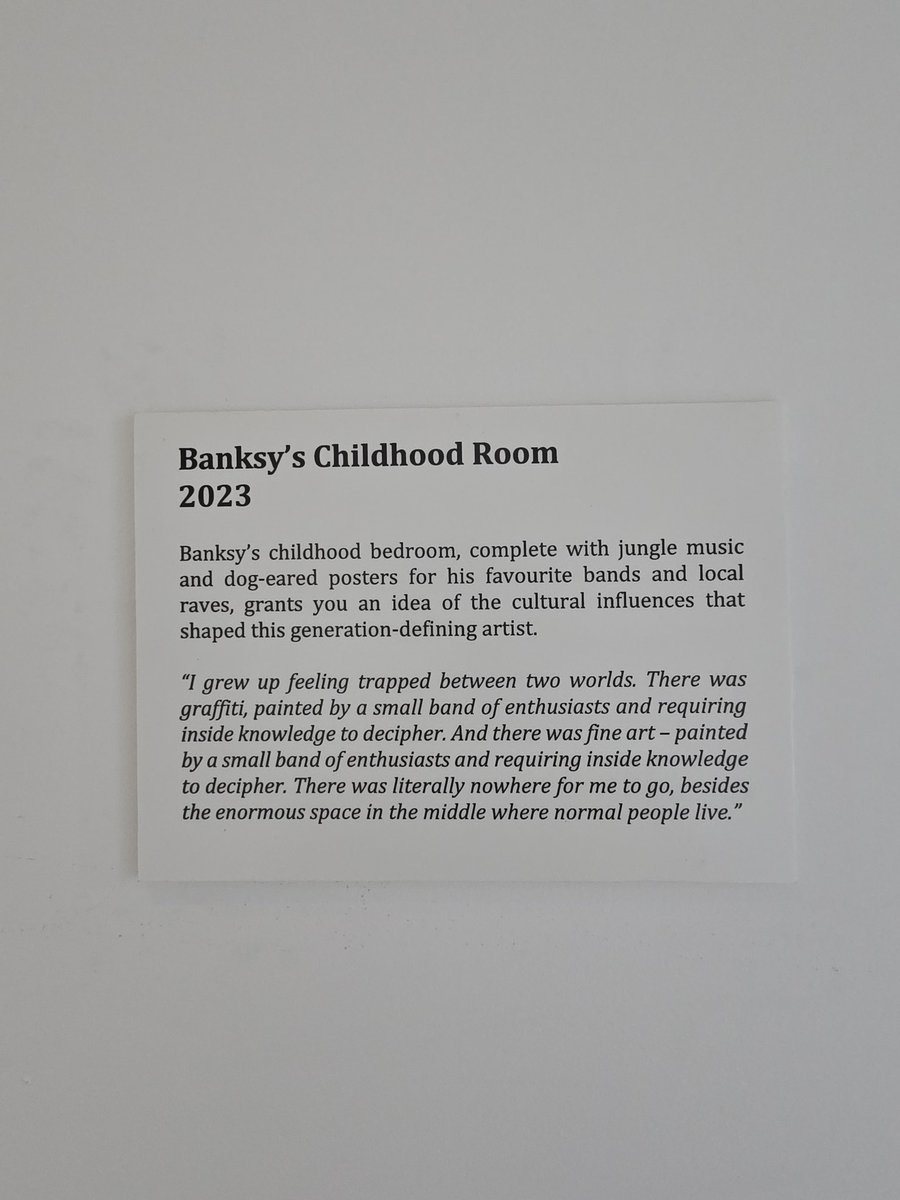 Banksy’s Childhood Room
2023
Banksy’s childhood bedroom, complete with jungle music
and dog-eared posters for his favourite bands and local
raves, grants you an idea of the cultural influences that
shaped this generation-defining artist.
“I grew up feeling trapped between two worlds. There was
graffiti, painted by a small band of enthusiasts and requiring
inside knowledge to decipher. And there was fine art – painted
by a small band of enthusiasts and requiring inside knowledge
to decipher. There was literally nowhere for me to go, besides
the enormous space in the middle where normal people live.”